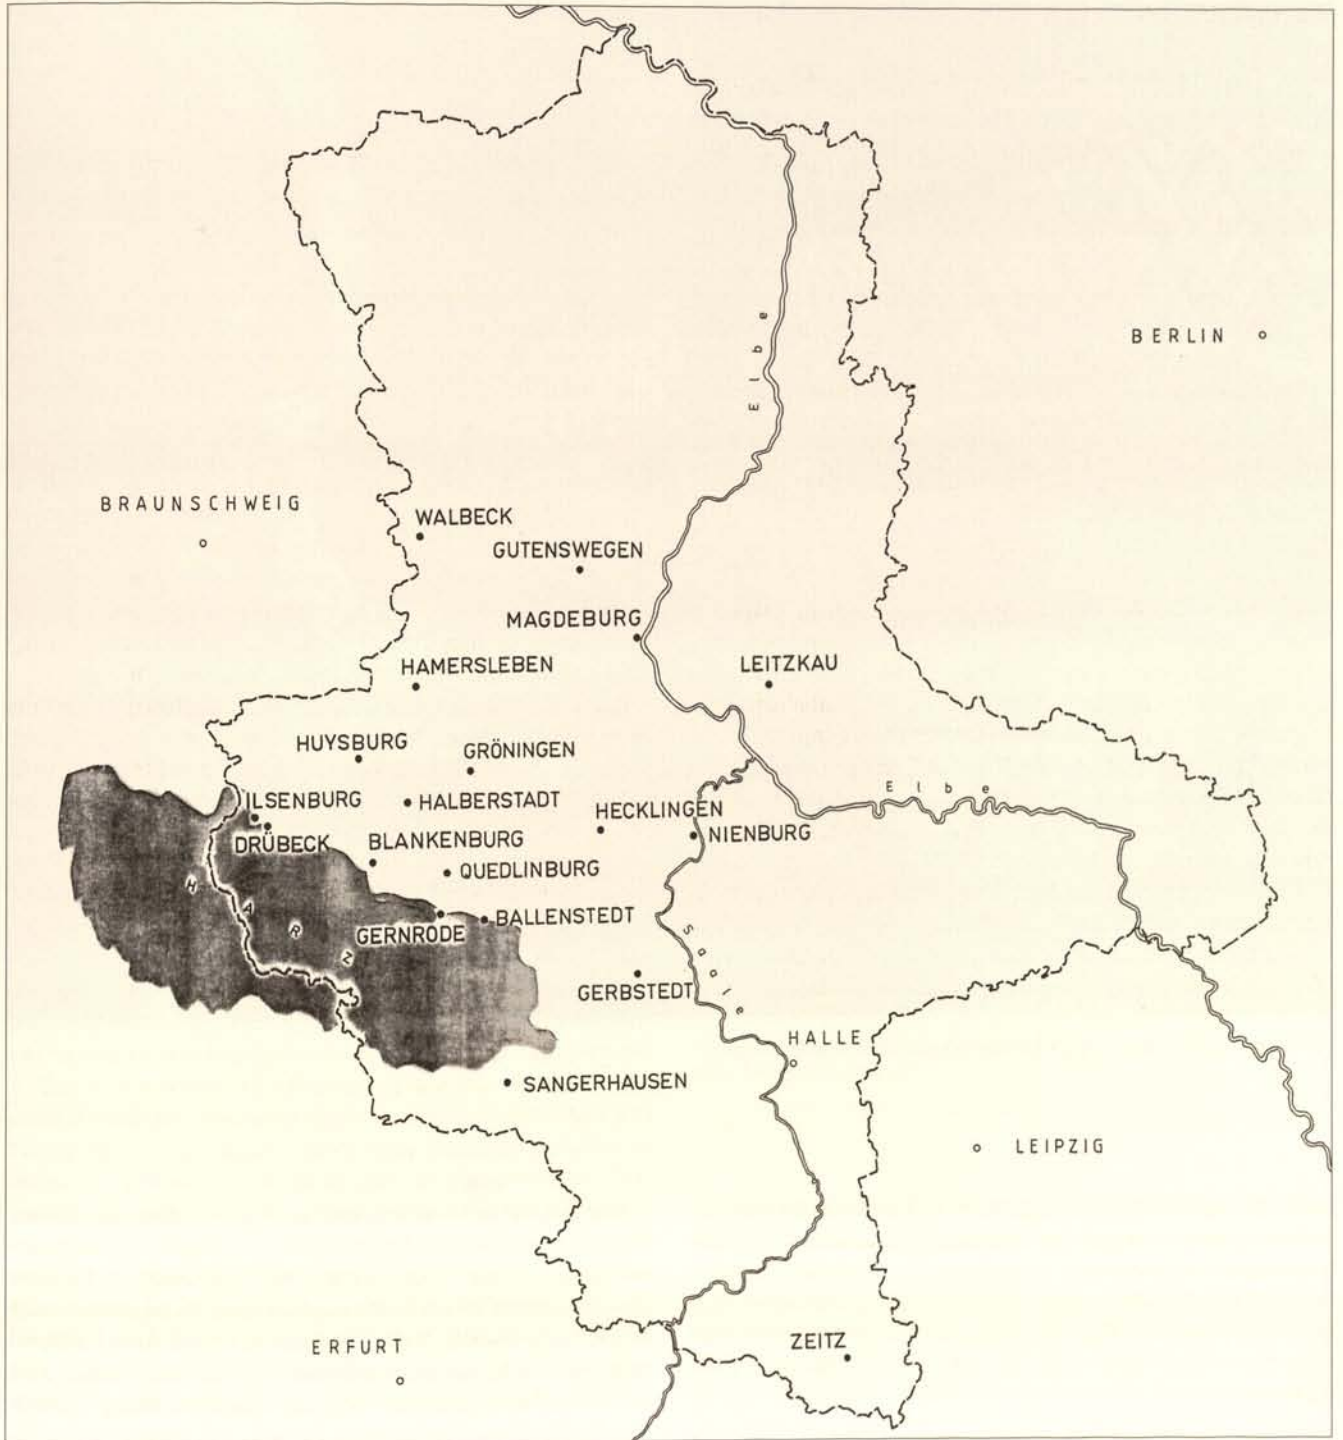 BERLIN
Elbe
BRAUNSCHWEIG
WALBECK
GUTENSWEGEN
MAGDEBURG
HAMERSLEBEN
LEITZKAU
HUYSBURG
GRÖNINGEN
ILSENBURG
HALBERSTADT
HECKLINGEN
Elbe
DRÜBECK
BLANKENBURG
NIENBURG
QUEDLINBURG
HARZ
GERNRODE
BALLENSTEDT
Saale
GERBSTEDT
HALLE
SANGERHAUSEN
LEIPZIG
ERFURT
ZEITZ